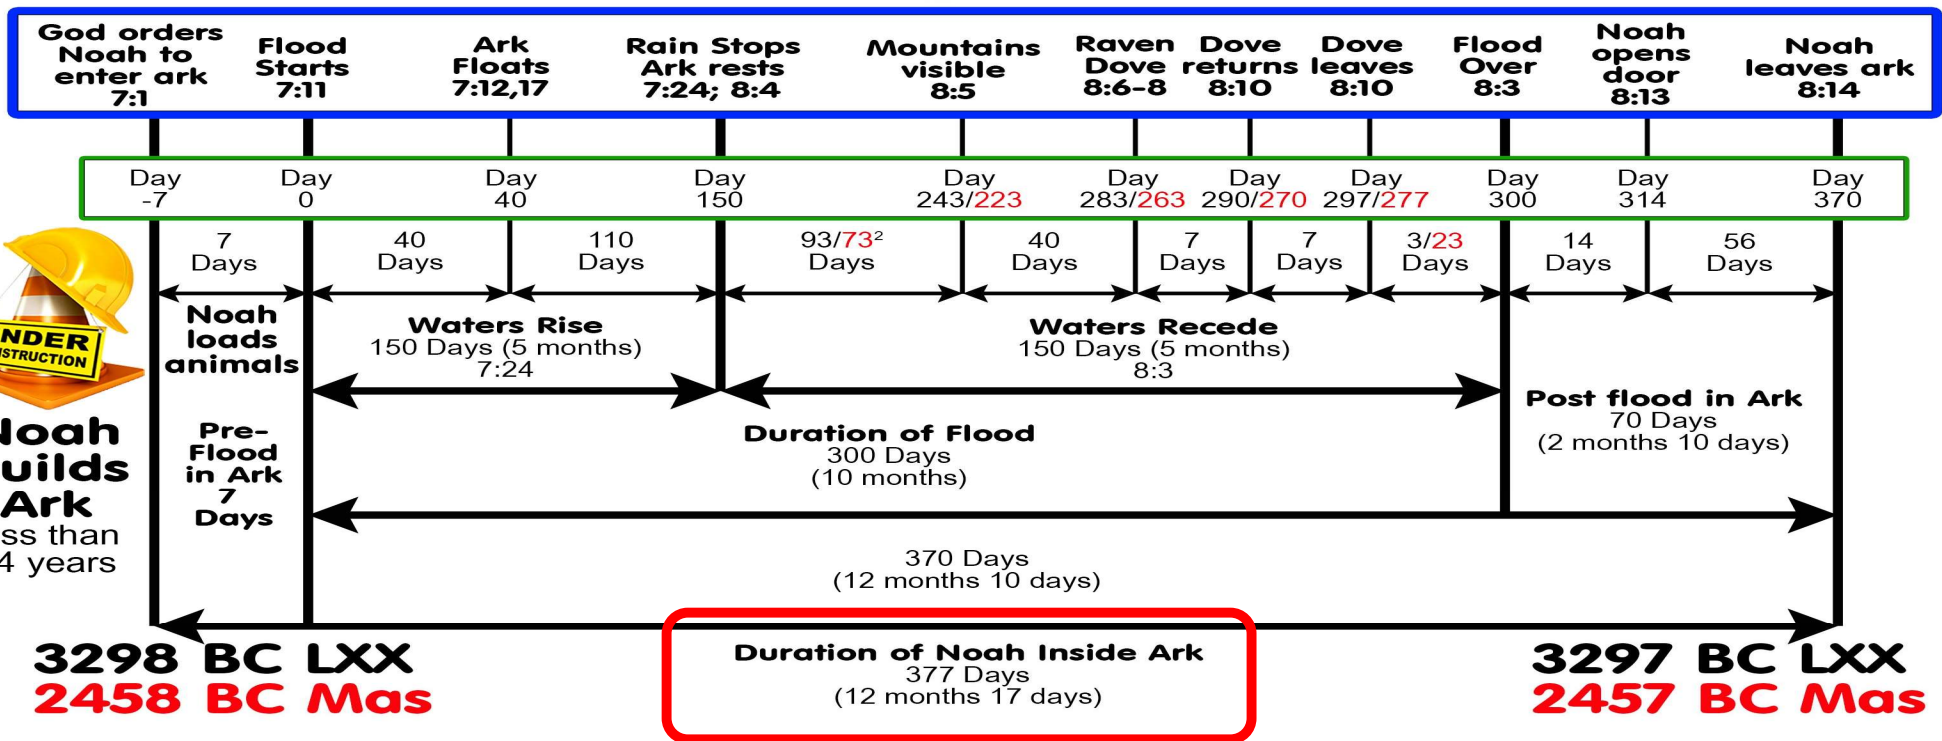 God orders
Noah to
enter ark
7:1
Flood
Starts
7:11
Ark
Floats
7:12,17
Rain Stops
Ark rests
7:24; 8:4
Mountains
visible
8:5
Raven
Dove
8:6-8
Dove
returns
8:10
Dove
leaves
8:10
Flood
Over
8:3
Noah
opens
door
8:13
Noah
leaves ark
8:14
Day
-7
Day
0
Day
40
Day
150
Day
243/223
Day
283/263
Day
290/270
Day
297/277
Day
300
Day
314
Day
370
7
Days
40
Days
110
Days
93/73²
Days
40
Days
7
Days
7
Days
3/23
Days
14
Days
56
Days
NDER
NSTRUCTION
Noah
loads
animals
Waters Rise
150 Days (5 months)
7:24
Waters Recede
150 Days (5 months)
8:3
Noah
uilds
Ark
ss than
4 years
Pre-
Flood
in Ark
7
Days
Duration of Flood
300 Days
(10 months)
Post flood in Ark
70 Days
(2 months 10 days)
370 Days
(12 months 10 days)
3298 BC LXX
2458 BC Mas
Duration of Noah Inside Ark
377 Days
(12 months 17 days)
3297 BC LXX
2457 BC Mas